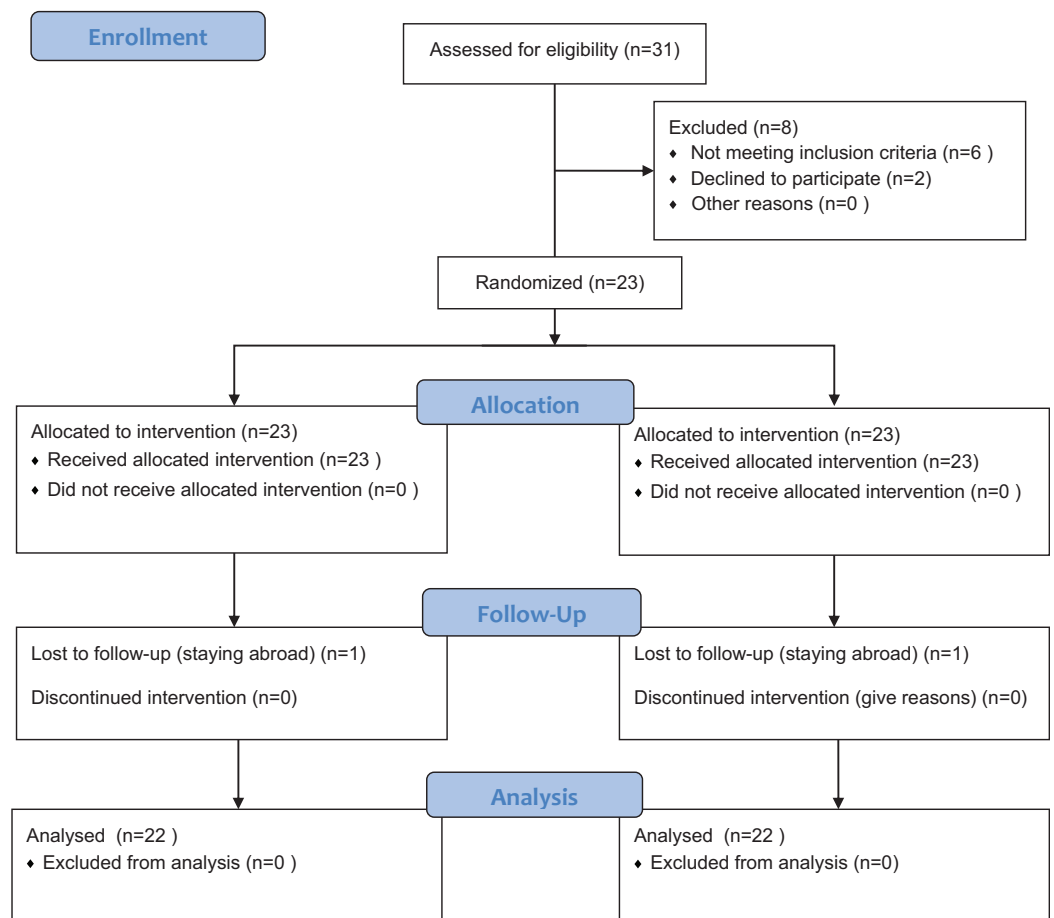 Enrollment
Assessed for eligibility (n=31)
Excluded (n=8)
♦ Not meeting inclusion criteria (n=6 )
♦ Declined to participate (n=2)
♦ Other reasons (n=0 )
Randomized (n=23)
Allocation
Allocated to intervention (n=23)
♦ Received allocated intervention (n=23 )
♦ Did not receive allocated intervention (n=0 )
Allocated to intervention (n=23)
♦ Received allocated intervention (n=23)
♦ Did not receive allocated intervention (n=0 )
Follow-Up
Lost to follow-up (staying abroad) (n=1)
Discontinued intervention (n=0)
Lost to follow-up (staying abroad) (n=1)
Discontinued intervention (give reasons) (n=0)
Analysis
Analysed (n=22 )
♦ Excluded from analysis (n=0 )
Analysed (n=22 )
♦ Excluded from analysis (n=0)